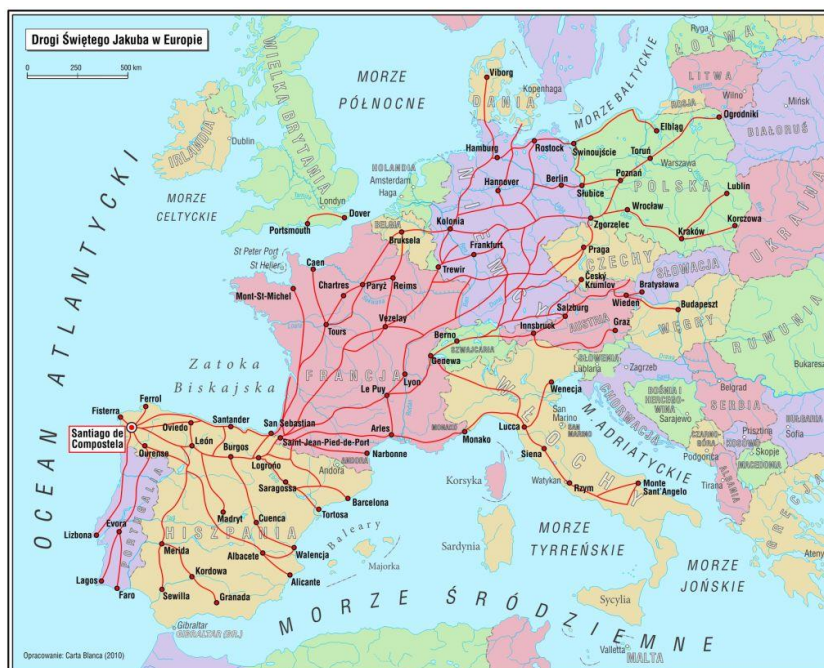 Drogi Świętego Jakuba w Europie
0 250 500 km
OCEAN ATLANTYCKI
MORZE PÓŁNOCNE
MORZE BAŁTYCKIE
MORZE CELTYCKIE
Zatoka Biskajska
MORZE ŚRÓDZIEMNE
MORZE TYRREŃSKIE
MORZE JOŃSKIE
M. ADRIATYCKIE
IRLANDIA
Dublin
WIELKA BRYTANIA
Londyn
Dover
Portsmouth
St Peter Port
St Helier
DANIA
Viborg
Kopenhaga
ŁOTWA
Ryga
LITWA
Wilno
ROSJA
Mińsk
BIAŁORUŚ
UKRAINA
HOLANDIA
Amsterdam
Haga
BELGIA
Bruksela
NIEMCY
Hamburg
Rostock
Hannover
Berlin
Kolonia
Frankfurt
Trewir
POLSKA
Świnoujście
Elbląg
Ogrodniki
Toruń
Warszawa
Poznań
Słubice
Zgorzelec
Wrocław
Lublin
Kraków
Korczowa
CZECHY
Praga
Český Krumlov
SŁOWACJA
Bratysława
AUSTRIA
Wiedeń
Salzburg
Innsbruck
Graż
WĘGRY
Budapeszt
RUMUNIA
Bukareszt
SZWAJCARIA
Berno
Genewa
FRANCJA
Caen
Mont-St-Michel
Chartres
Paryż
Reims
Tours
Vezelay
Lyon
Le Puy
Arles
Narbonne
Saint-Jean-Pied-de-Port
MONAKO
Monako
ANDORA
Andora
HISZPANIA
Santiago de
Compostela
Fisterra
Ferrol
Oviedo
Santander
San Sebastian
León
Burgos
Ourense
Logroño
Saragossa
Barcelona
Tortosa
Madryt
Cuenca
Walencja
Albacete
Alicante
Merida
Kordowa
Sewilla
Granada
PORTUGALIA
Lizbona
Evora
Lagos
Faro
Gibraltar
GIBRALTAR (BR.)
Baleary
Majorka
WŁOCHY
Wenecja
Lucca
Siena
San Marino
SAN MARINO
Watykan
Rzym
Monte
Sant'Angelo
Korsyka
Sardynia
Sycylia
Valletta
MALTA
SŁOWENIA
Lublana
Zagrzeb
CHORWACJA
BOŚNIA I HERCEGOWINA
Sarajewo
Belgrad
SERBIA
CZARNOGÓRA
Podgorica
Prisztina
KOSOWO
Skopje
MACEDONIA
Tirana
ALBANIA
BUŁGARIA
Sofia
GRECJA
Ateny
Opracowanie: Carta Blanca (2010)